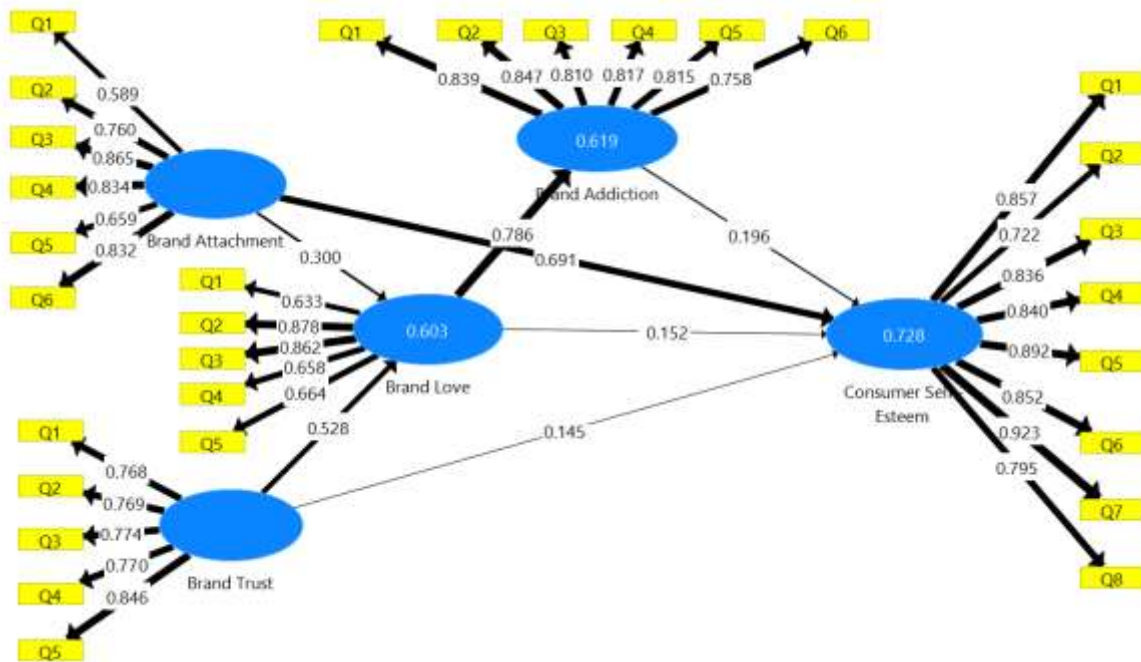 Q1
Q2
Q3
Q4
Q5
Q6
0.589
0.760
0.865
0.834
0.659
0.832
Brand Attachment
Q1
Q2
Q3
Q4
Q5
Q6
0.839
0.847
0.810
0.817
0.815
0.758
0.619
Brand Addiction
0.300
0.786
0.691
0.196
Q1
Q2
Q3
Q4
Q5
0.633
0.878
0.862
0.658
0.664
0.603
Brand Love
0.152
0.528
0.145
Q1
Q2
Q3
Q4
Q5
0.768
0.769
0.774
0.770
0.846
Brand Trust
0.728
Consumer Self-
Esteem
0.857
0.722
0.836
0.840
0.892
0.852
0.923
0.795
Q1
Q2
Q3
Q4
Q5
Q6
Q7
Q8